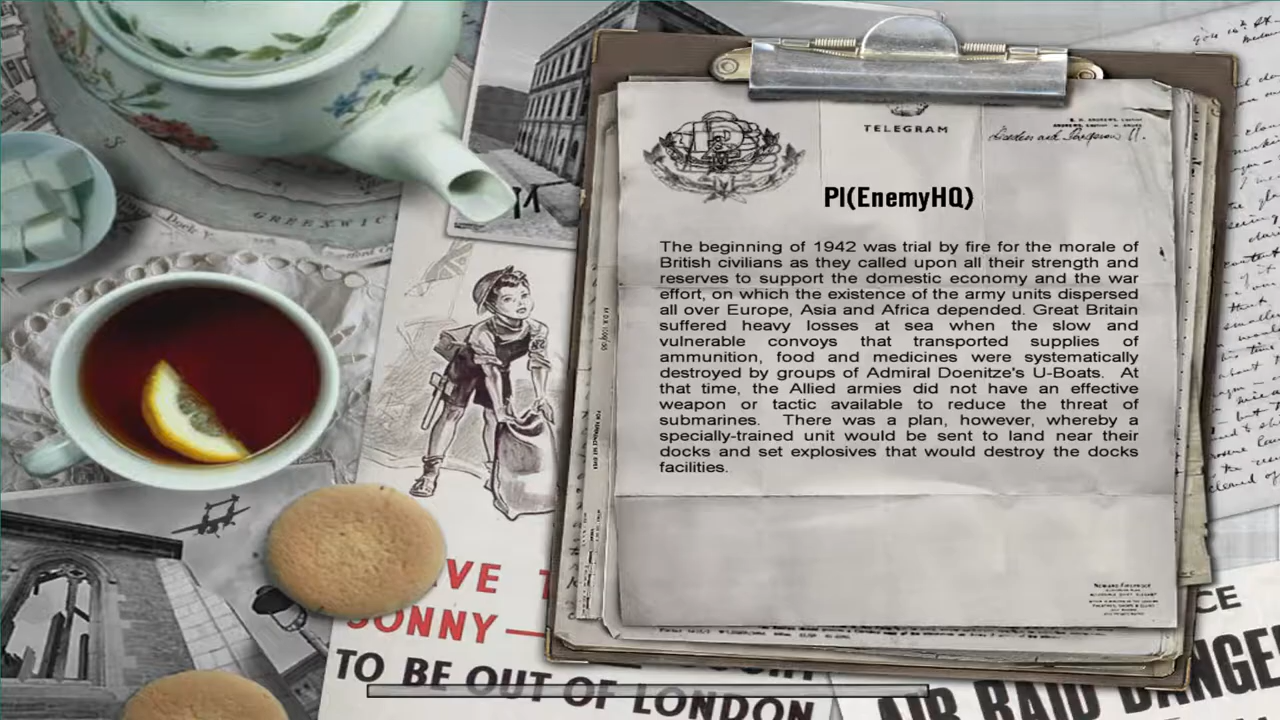 TELEGRAM
PI(EnemyHQ)
The beginning of 1942 was trial by fire for the morale of
British civilians as they called upon all their strength and
reserves to support the domestic economy and the war
effort, on which the existence of the army units dispersed
all over Europe, Asia and Africa depended. Great Britain
suffered heavy losses at sea when the slow and
vulnerable convoys that transported supplies of
ammunition, food and medicines were systematically
destroyed by groups of Admiral Doenitze's U-Boats. At
that time, the Allied armies did not have an effective
weapon or tactic available to reduce the threat of
submarines. There was a plan, however, whereby a
specially-trained unit would be sent to land near their
docks and set explosives that would destroy the docks
facilities.
GREENWIC
VE T
SONNY—
TO BE OUT OF LONDON
CE
AIR RAID DANGE